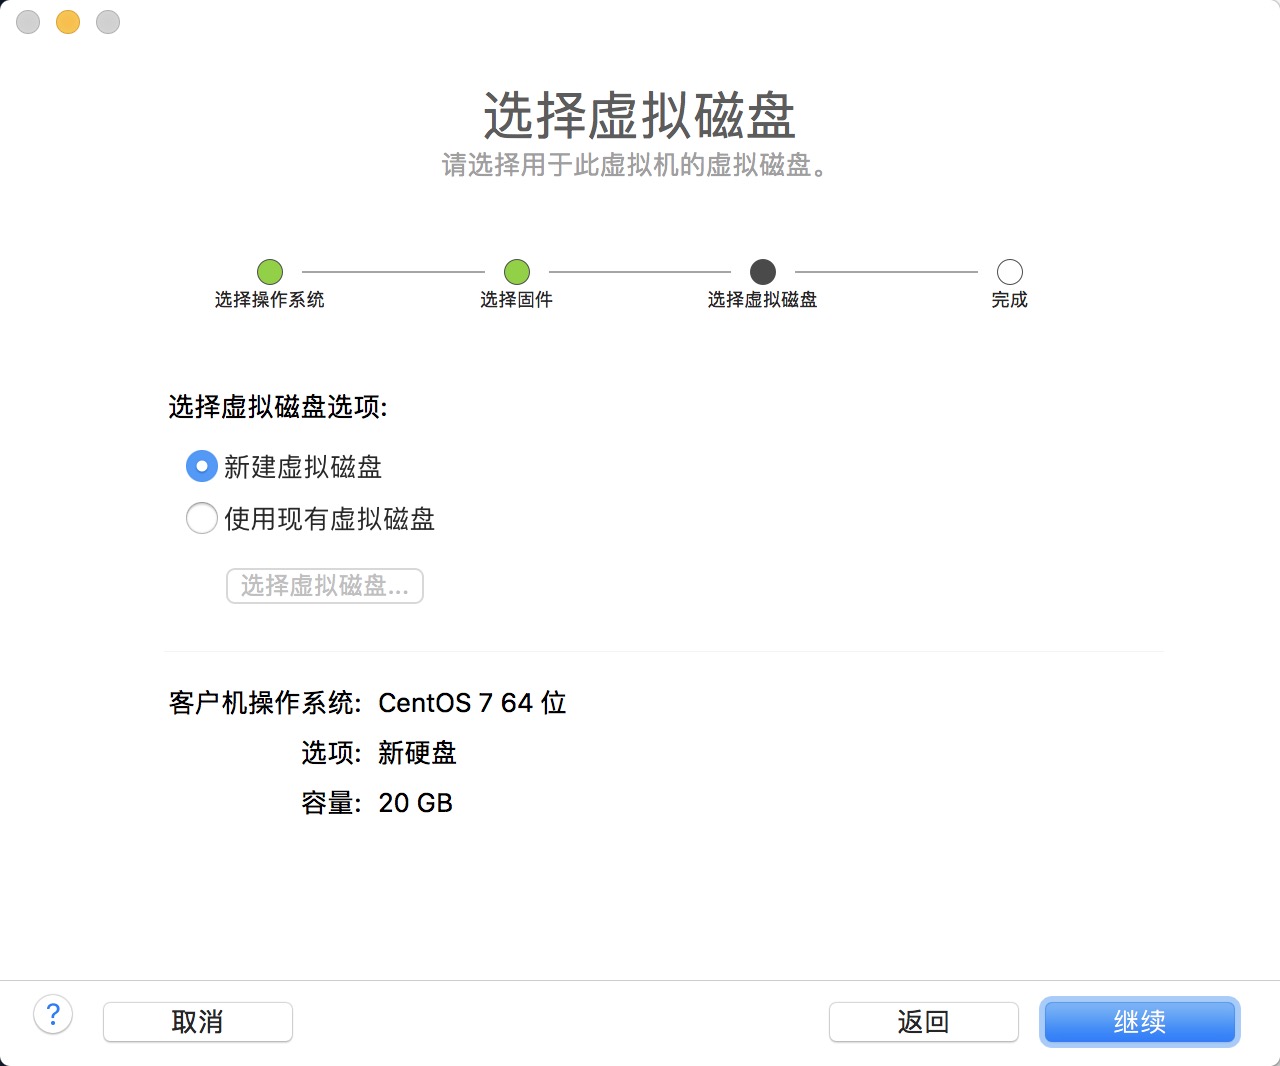 选择虚拟磁盘
请选择用于此虚拟机的虚拟磁盘。
选择操作系统
选择固件
选择虚拟磁盘
完成
选择虚拟磁盘选项:
新建虚拟磁盘
使用现有虚拟磁盘
选择虚拟磁盘...
客户机操作系统: CentOS 7 64 位
选项: 新硬盘
容量: 20 GB
?
取消
返回
继续